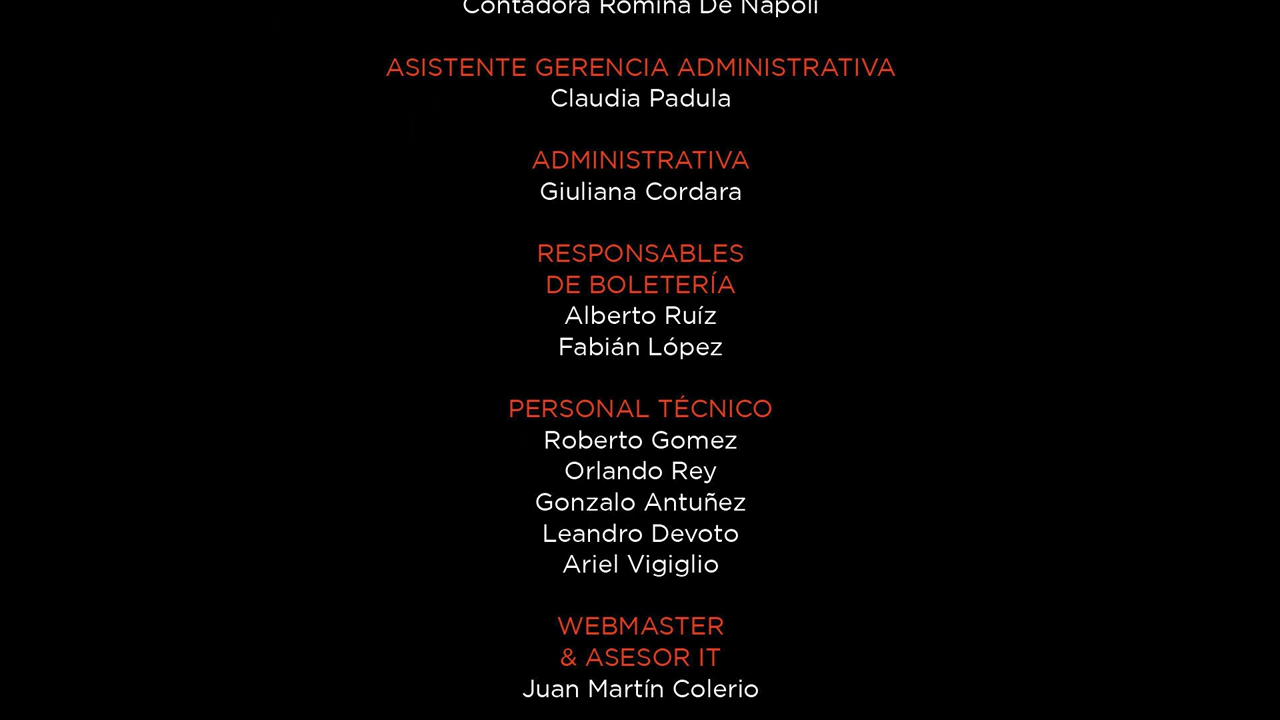 Contadora Romina De Napoli
ASISTENTE GERENCIA ADMINISTRATIVA
Claudia Padula
ADMINISTRATIVA
Giuliana Cordara
RESPONSABLES
DE BOLETERÍA
Alberto Ruíz
Fabián López
PERSONAL TÉCNICO
Roberto Gomez
Orlando Rey
Gonzalo Antuñez
Leandro Devoto
Ariel Vigiglio
WEBMASTER
& ASESOR IT
Juan Martín Colerio